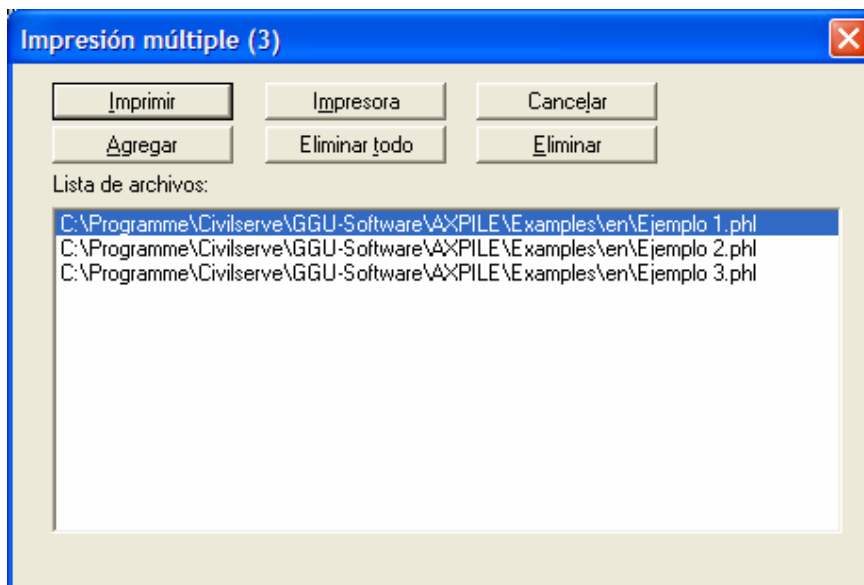 Impresión múltiple (3)
Imprimir Impresora Cancelar
Agregar Eliminar todo Eliminar
Lista de archivos:
C:\Programme\Civilserve\GGU-Software\AXPILE\Examples\en\Ejemplo 1.phl
C:\Programme\Civilserve\GGU-Software\AXPILE\Examples\en\Ejemplo 2.phl
C:\Programme\Civilserve\GGU-Software\AXPILE\Examples\en\Ejemplo 3.phl